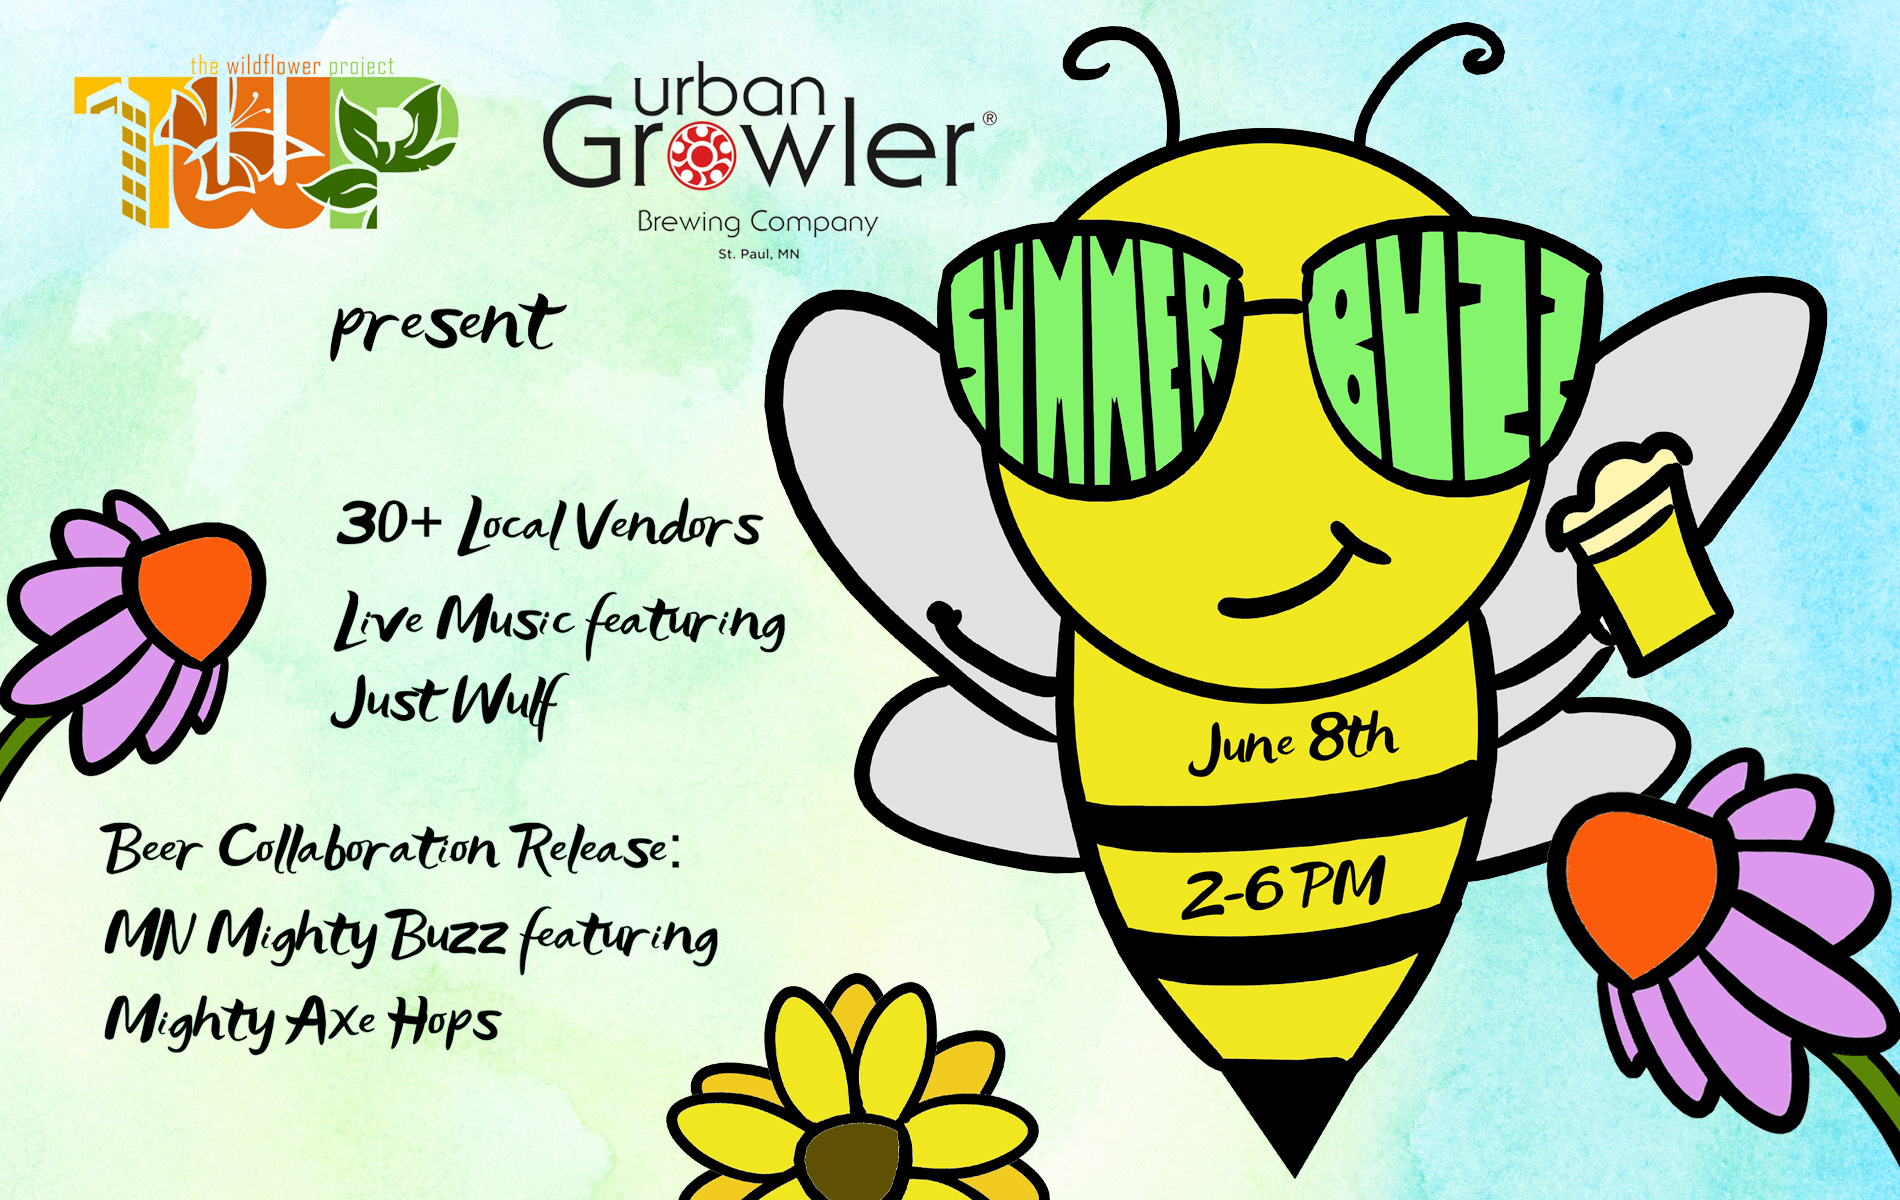 the wildflower project
TWP
urban
Growler®
Brewing Company
St. Paul, MN
present
SUMMER BUZZ
30+ Local Vendors
Live Music featuring
Just Wulf
June 8th
2-6 PM
Beer Collaboration Release:
MN Mighty Buzz featuring
Mighty Axe Hops